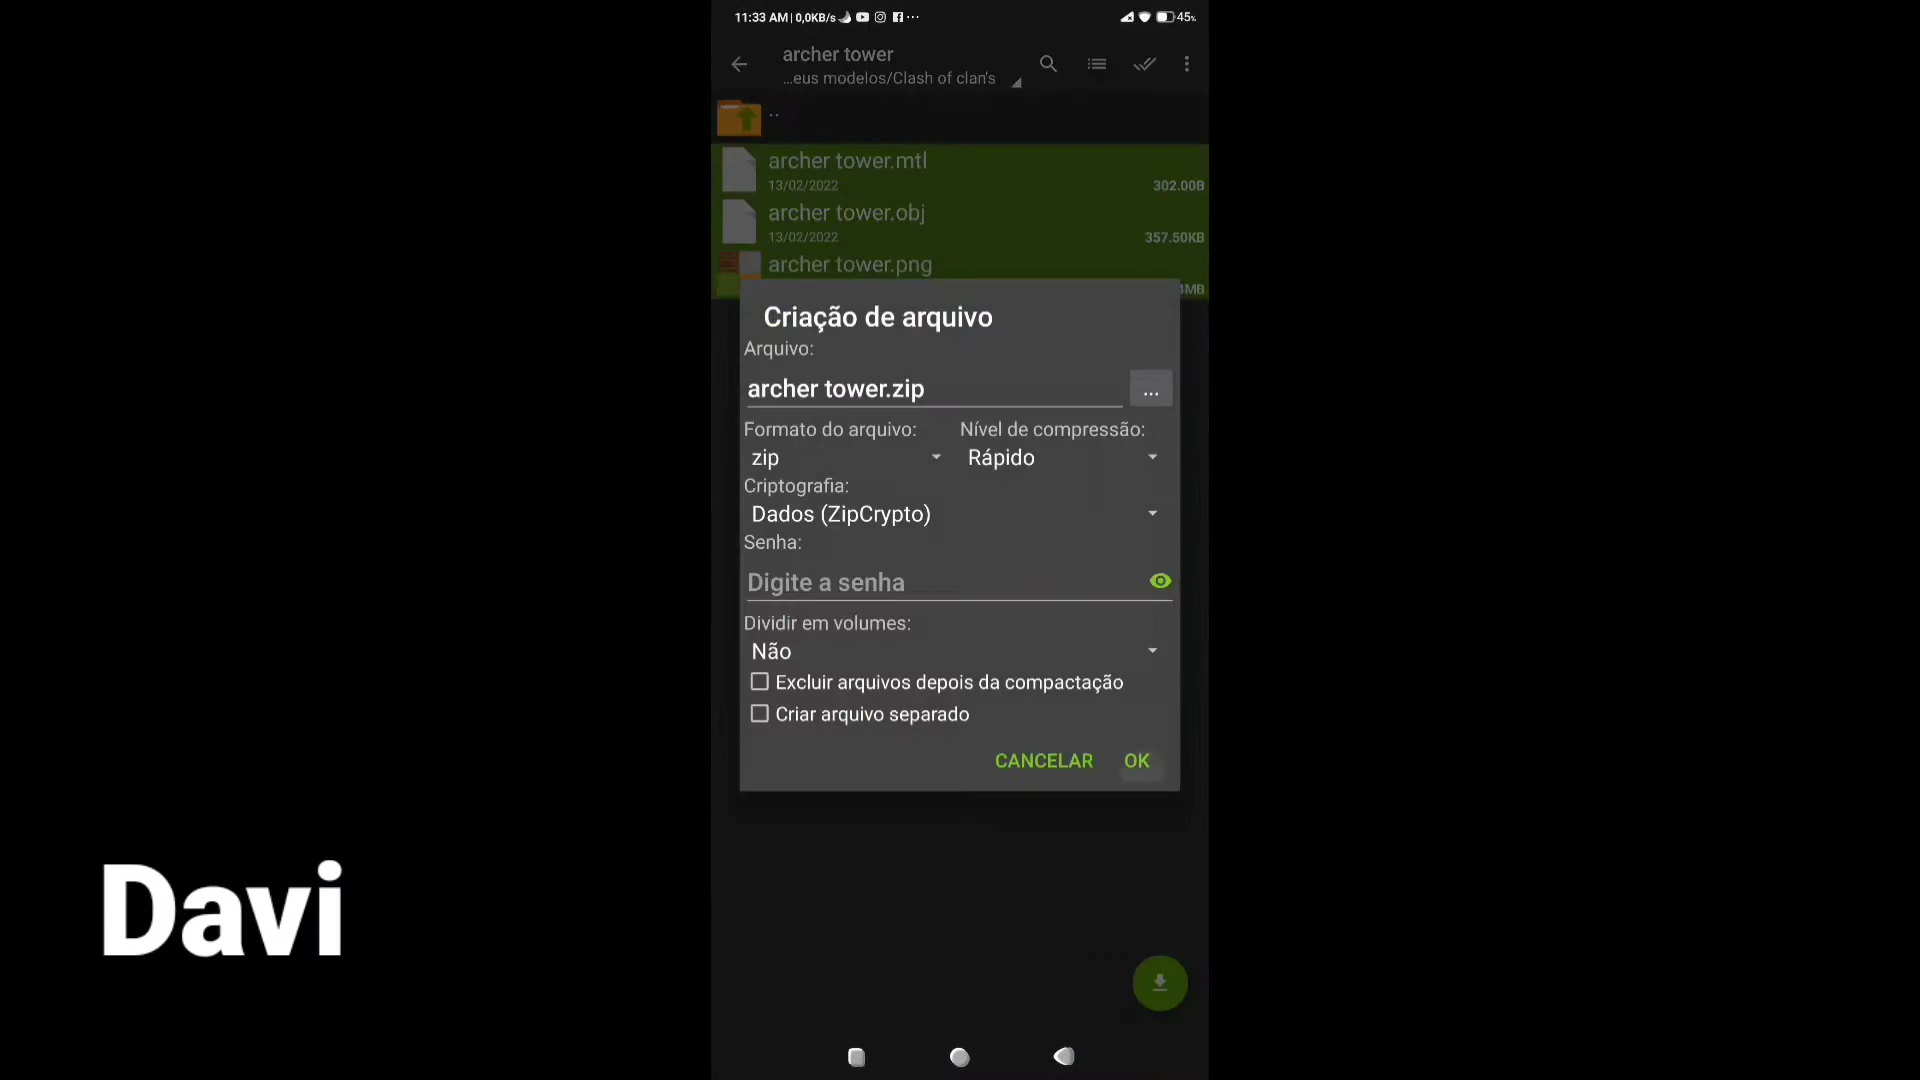 11:33 AM | 0,0KB/s ... 45%
archer tower
...eus modelos/Clash of clan's
..
archer tower.mtl
13/02/2022 302.00B
archer tower.obj
13/02/2022 357.50KB
archer tower.png
MB
Criação de arquivo
Arquivo:
archer tower.zip ...
Formato do arquivo: Nível de compressão:
zip Rápido
Criptografia:
Dados (ZipCrypto)
Senha:
Digite a senha
Dividir em volumes:
Não
Excluir arquivos depois da compactação
Criar arquivo separado
CANCELAR OK
Davi